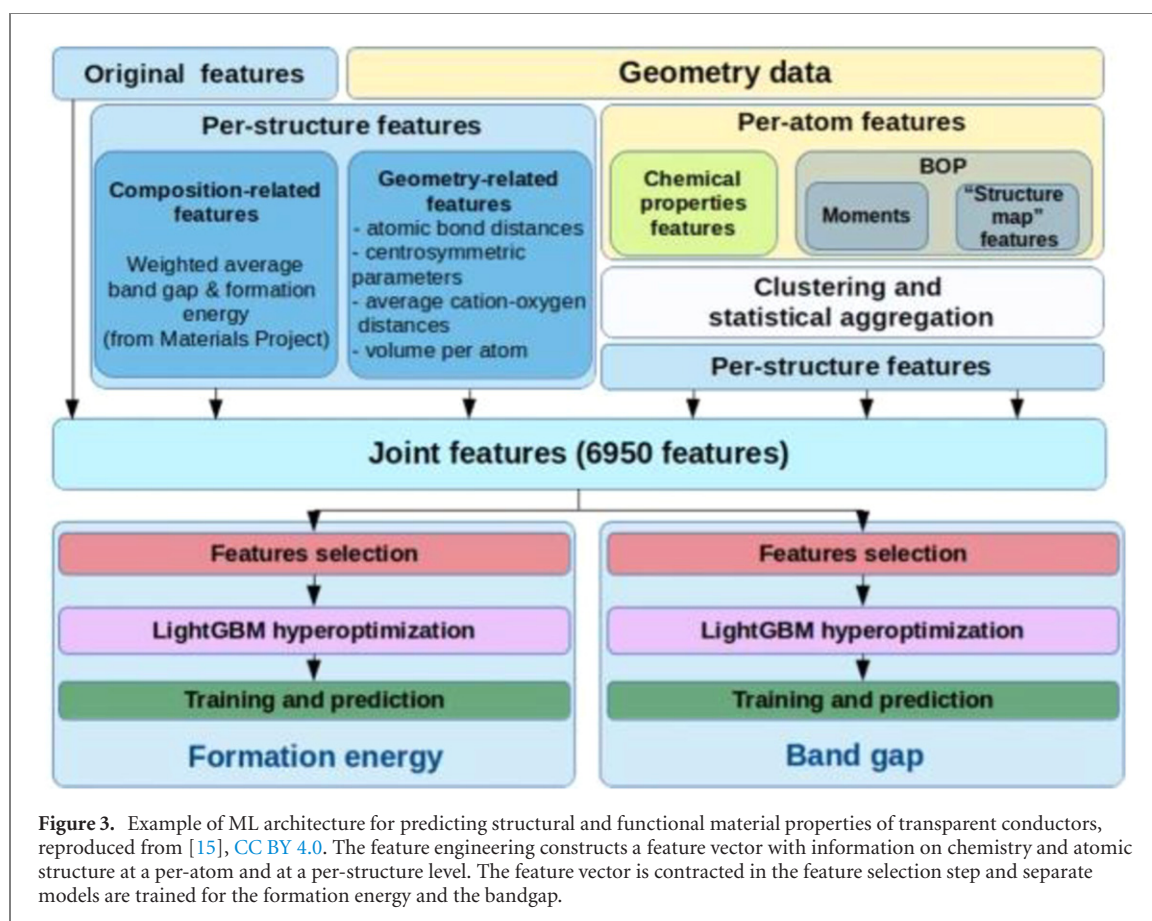 Original features
Geometry data
Per-structure features
Composition-related
features
Weighted average
band gap & formation
energy
(from Materials Project)
Geometry-related
features
- atomic bond distances
- centrosymmetric
parameters
- average cation-oxygen
distances
- volume per atom
Per-atom features
Chemical
properties
features
BOP
Moments
“Structure
map”
features
Clustering and
statistical aggregation
Per-structure features
Joint features (6950 features)
Features selection
LightGBM hyperoptimization
Training and prediction
Formation energy
Features selection
LightGBM hyperoptimization
Training and prediction
Band gap
Figure 3. Example of ML architecture for predicting structural and functional material properties of transparent conductors,
reproduced from [15], CC BY 4.0. The feature engineering constructs a feature vector with information on chemistry and atomic
structure at a per-atom and at a per-structure level. The feature vector is contracted in the feature selection step and separate
models are trained for the formation energy and the bandgap.